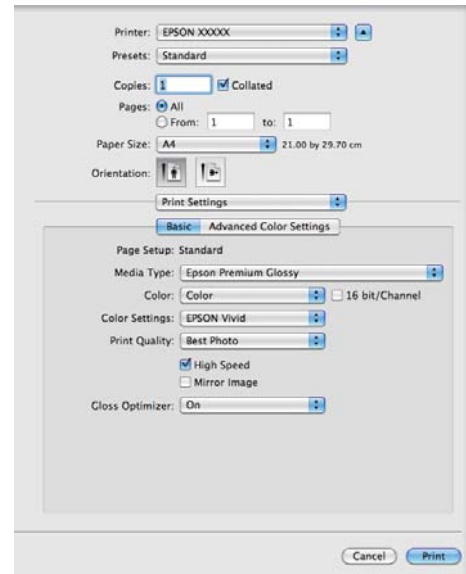 Printer: EPSON XXXXX
Presets: Standard
Copies: 1 Collated
Pages: All
From: 1 to: 1
Paper Size: A4 21.00 by 29.70 cm
Orientation:
Print Settings
Basic Advanced Color Settings
Page Setup: Standard
Media Type: Epson Premium Glossy
Color: Color 16 bit/Channel
Color Settings: EPSON Vivid
Print Quality: Best Photo
High Speed
Mirror Image
Gloss Optimizer: On
Cancel Print